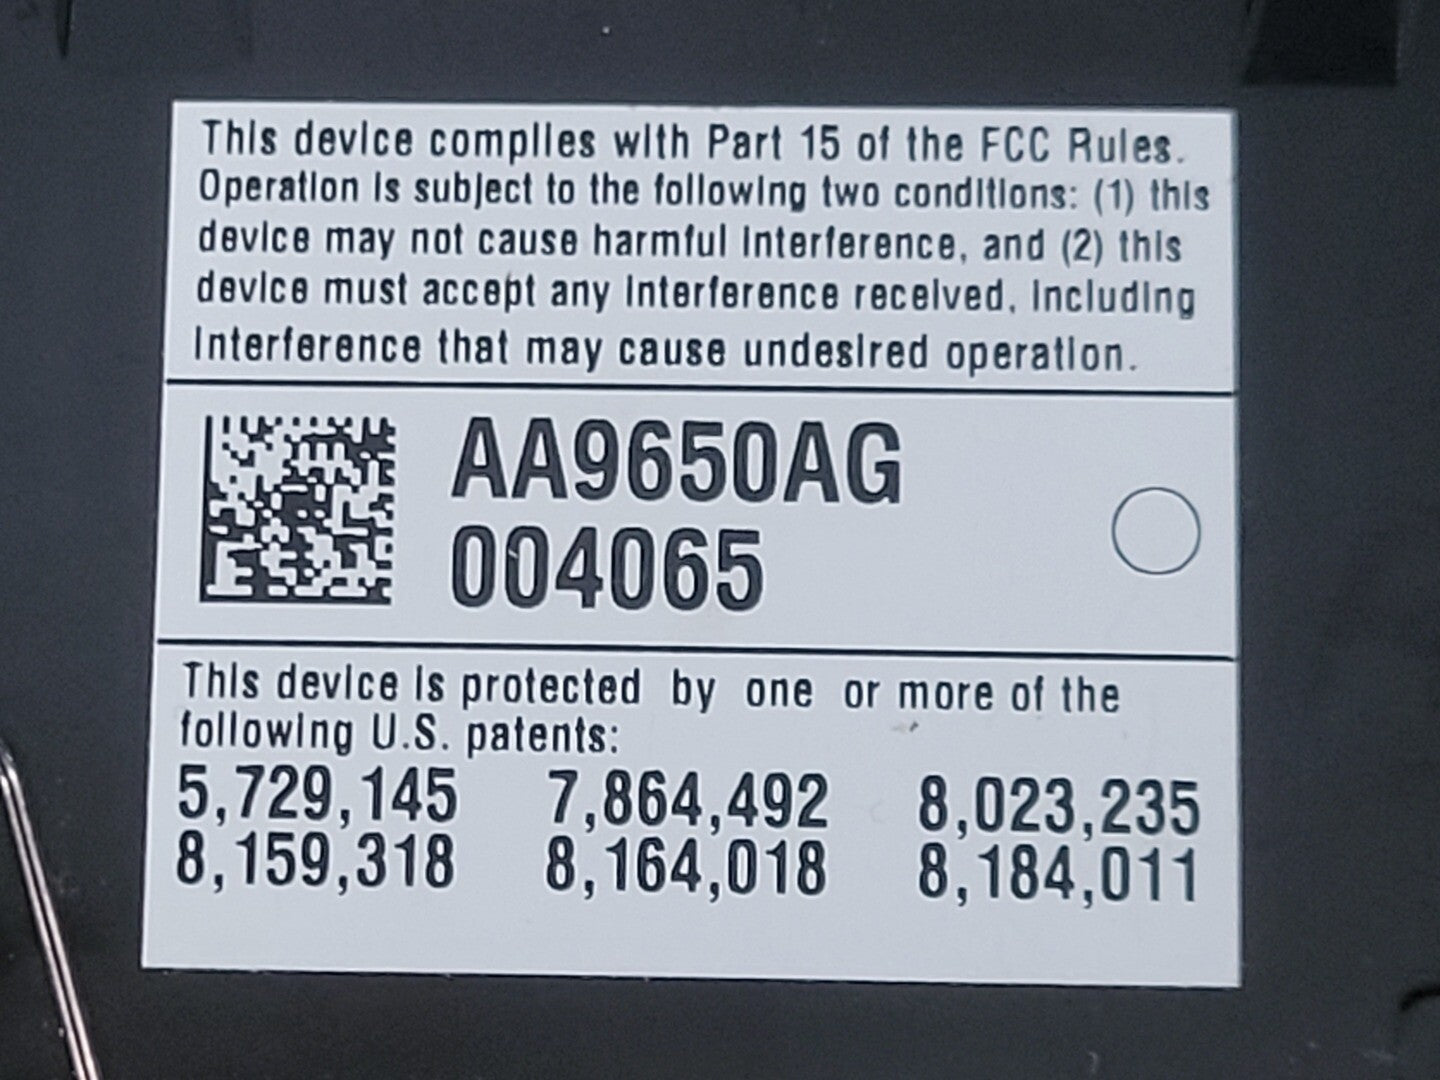 This device complies with Part 15 of the FCC Rules.
Operation is subject to the following two conditions: (1) this
device may not cause harmful interference, and (2) this
device must accept any interference received, including
interference that may cause undesired operation.
AA9650AG
004065
This device is protected by one or more of the
following U.S. patents:
5,729,145 7,864,492 8,023,235
8,159,318 8,164,018 8,184,011